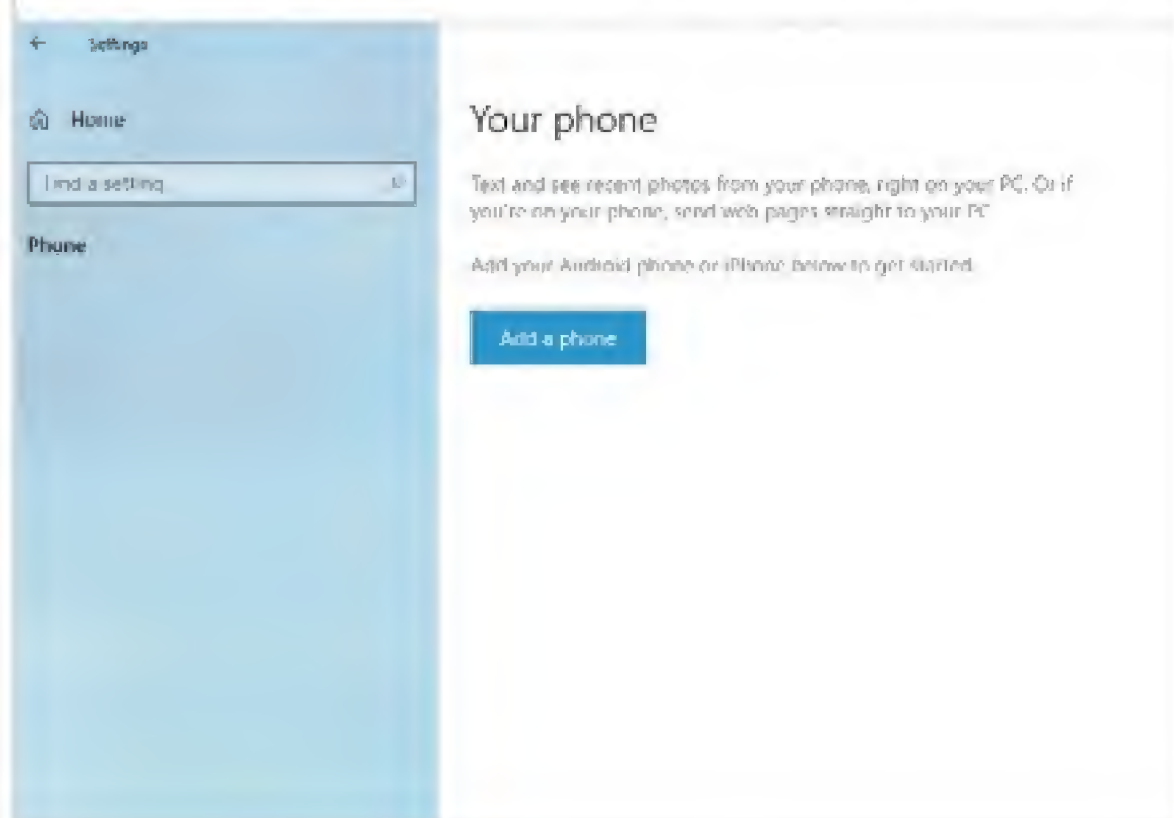 Settings
Home
Find a setting
Phone
Your phone
Text and see recent photos from your phone, right on your PC. Or if
you're on your phone, send web pages straight to your PC.
Add your Android phone or iPhone below to get started.
Add a phone